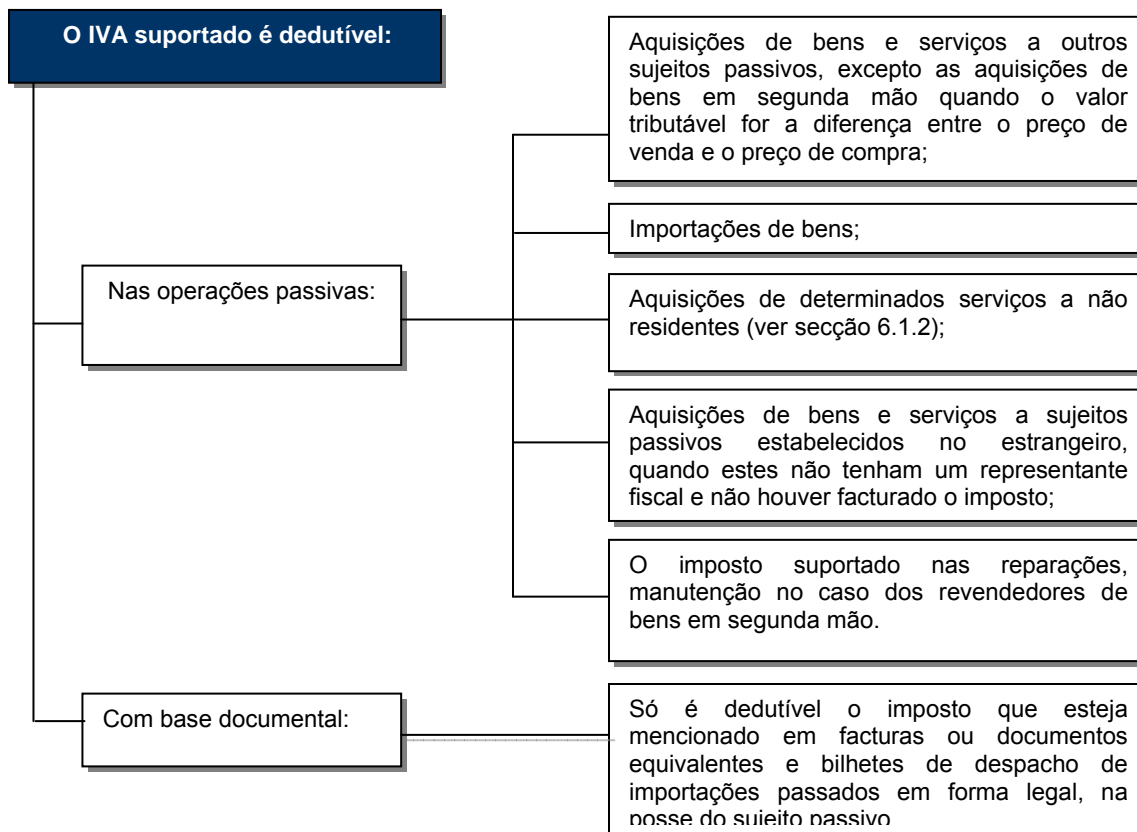 O IVA suportado é dedutível:
Aquisições de bens e serviços a outros
sujeitos passivos, excepto as aquisições de
bens em segunda mão quando o valor
tributável for a diferença entre o preço de
venda e o preço de compra;
Importações de bens;
Nas operações passivas:
Aquisições de determinados serviços a não
residentes (ver secção 6.1.2);
Aquisições de bens e serviços a sujeitos
passivos estabelecidos no estrangeiro,
quando estes não tenham um representante
fiscal e não houver facturado o imposto;
O imposto suportado nas reparações,
manutenção no caso dos revendedores de
bens em segunda mão.
Com base documental:
Só é dedutível o imposto que esteja
mencionado em facturas ou documentos
equivalentes e bilhetes de despacho de
importações passados em forma legal, na
posse do sujeito passivo